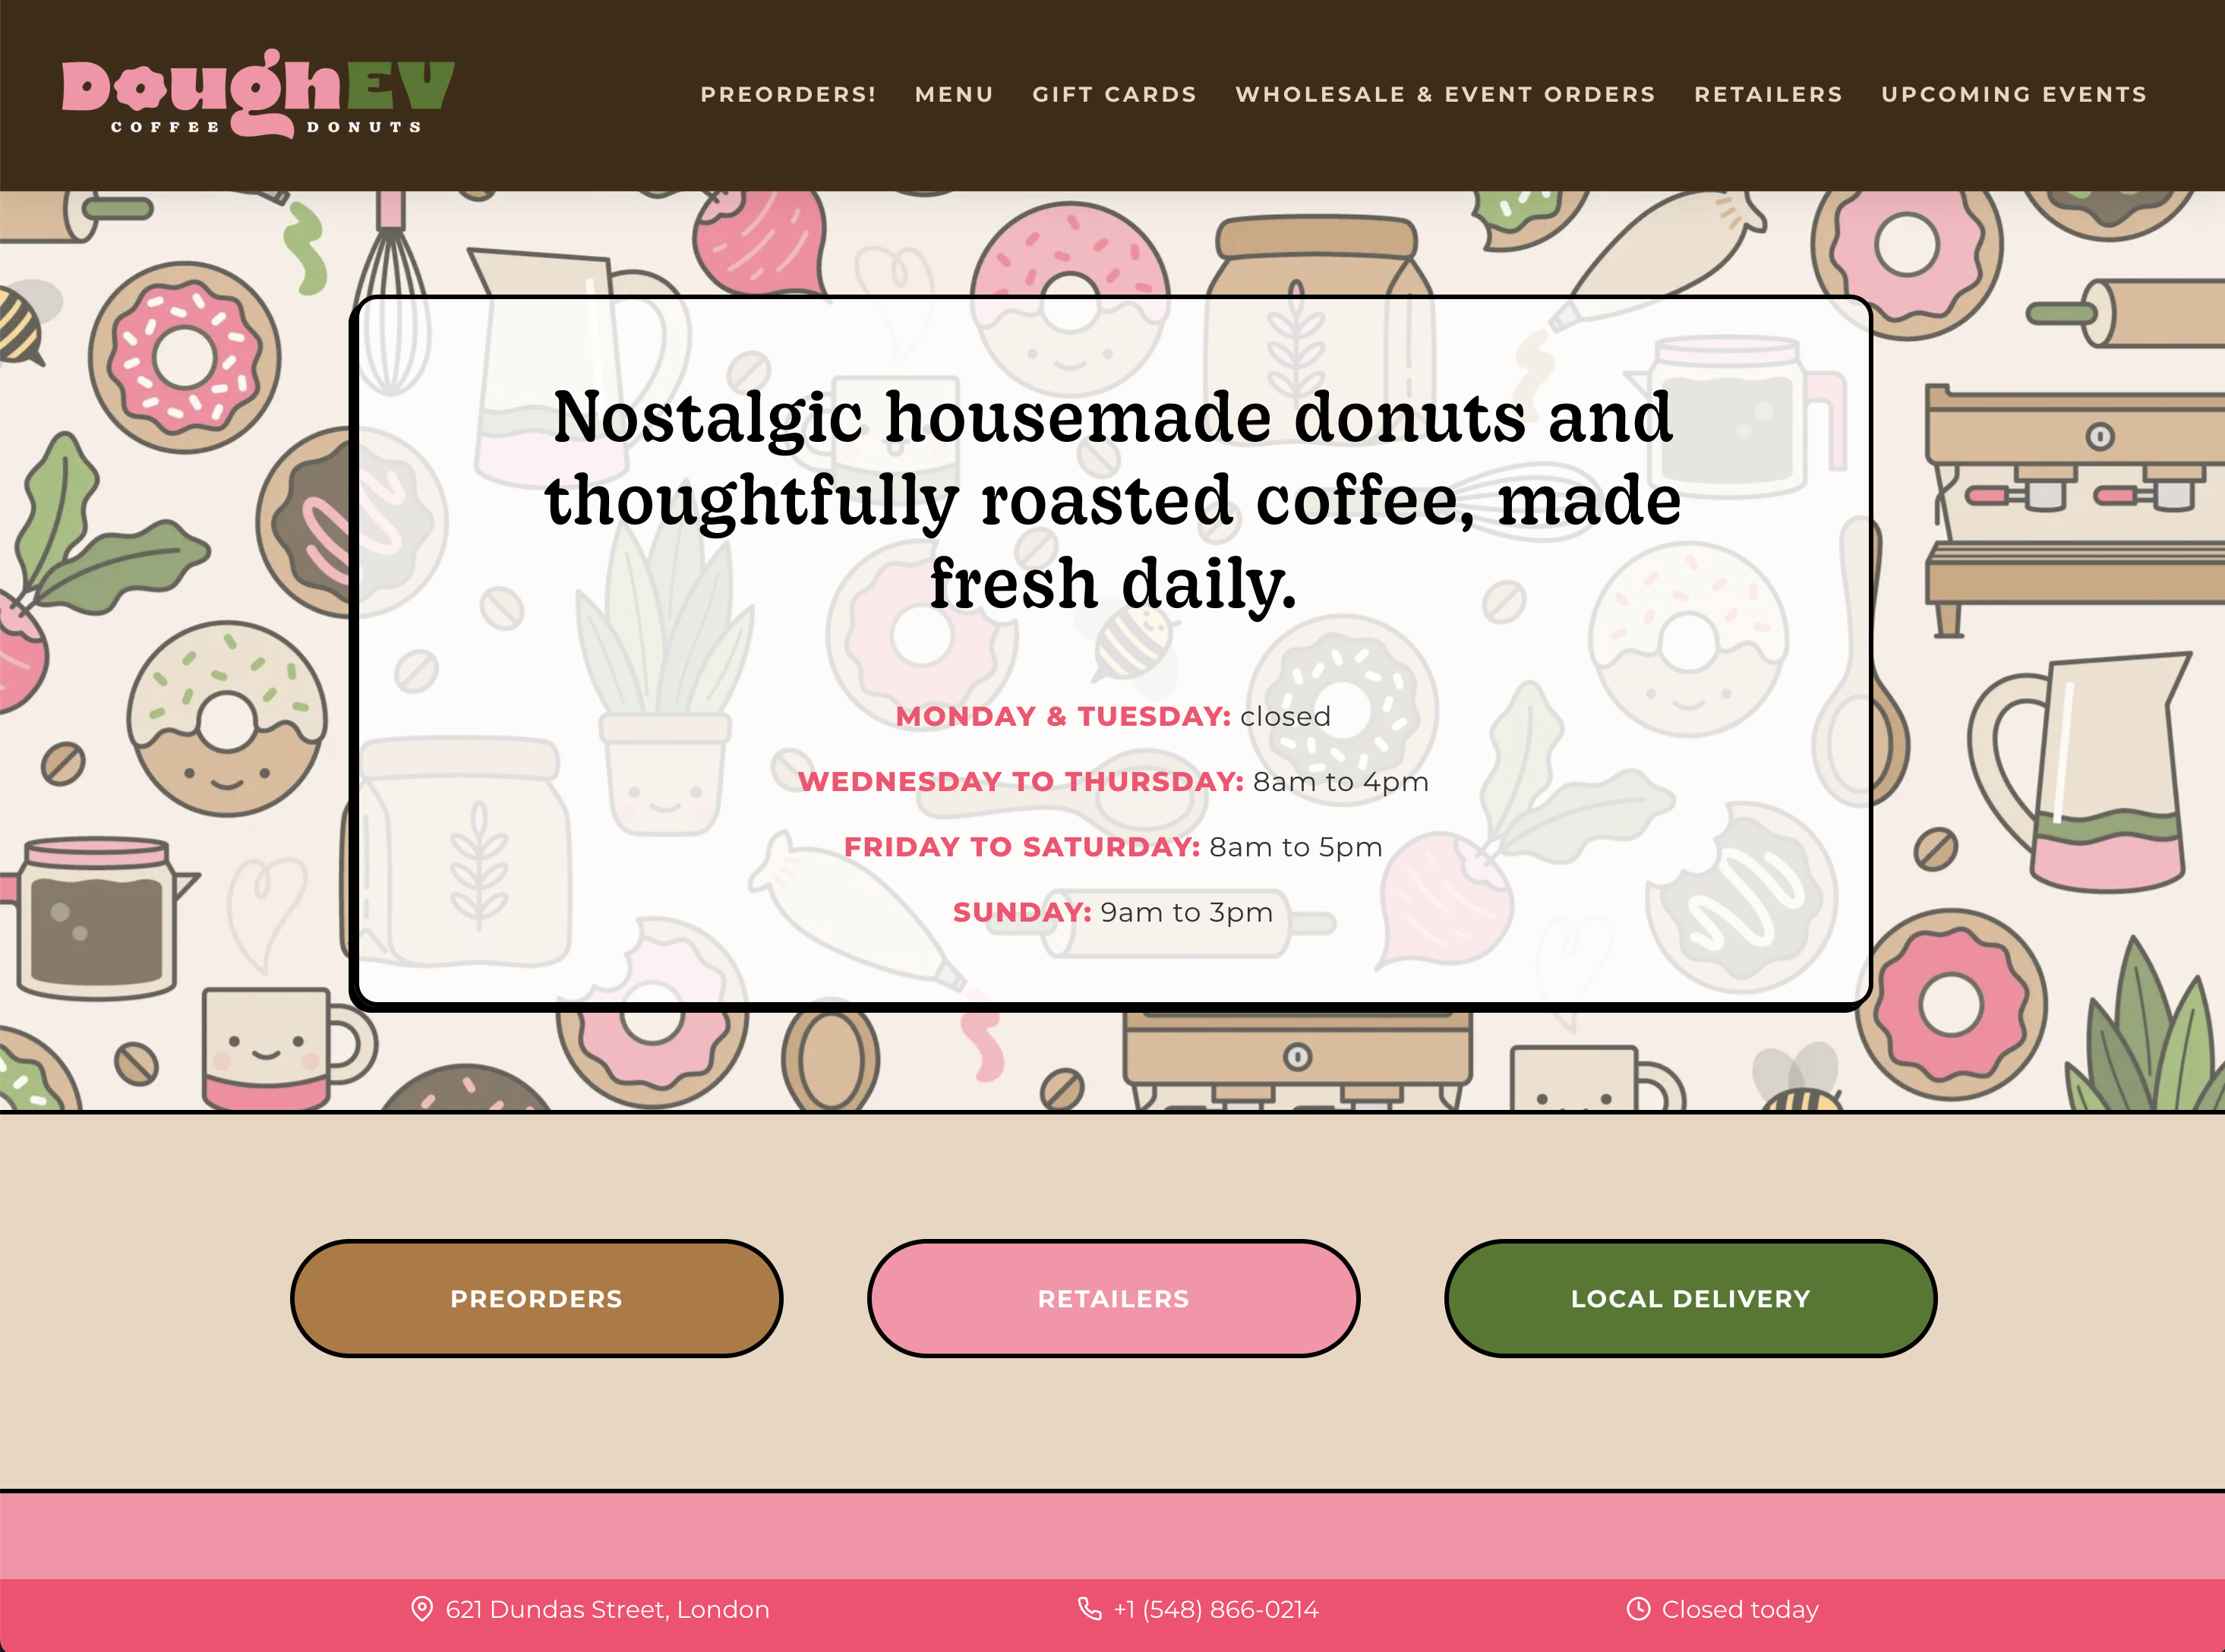 DoughEV
COFFEE DONUTS
PREORDERS! MENU GIFT CARDS WHOLESALE & EVENT ORDERS RETAILERS UPCOMING EVENTS
Nostalgic housemade donuts and
thoughtfully roasted coffee, made
fresh daily.
MONDAY & TUESDAY: closed
WEDNESDAY TO THURSDAY: 8am to 4pm
FRIDAY TO SATURDAY: 8am to 5pm
SUNDAY: 9am to 3pm
PREORDERS
RETAILERS
LOCAL DELIVERY
621 Dundas Street, London
+1 (548) 866-0214
Closed today